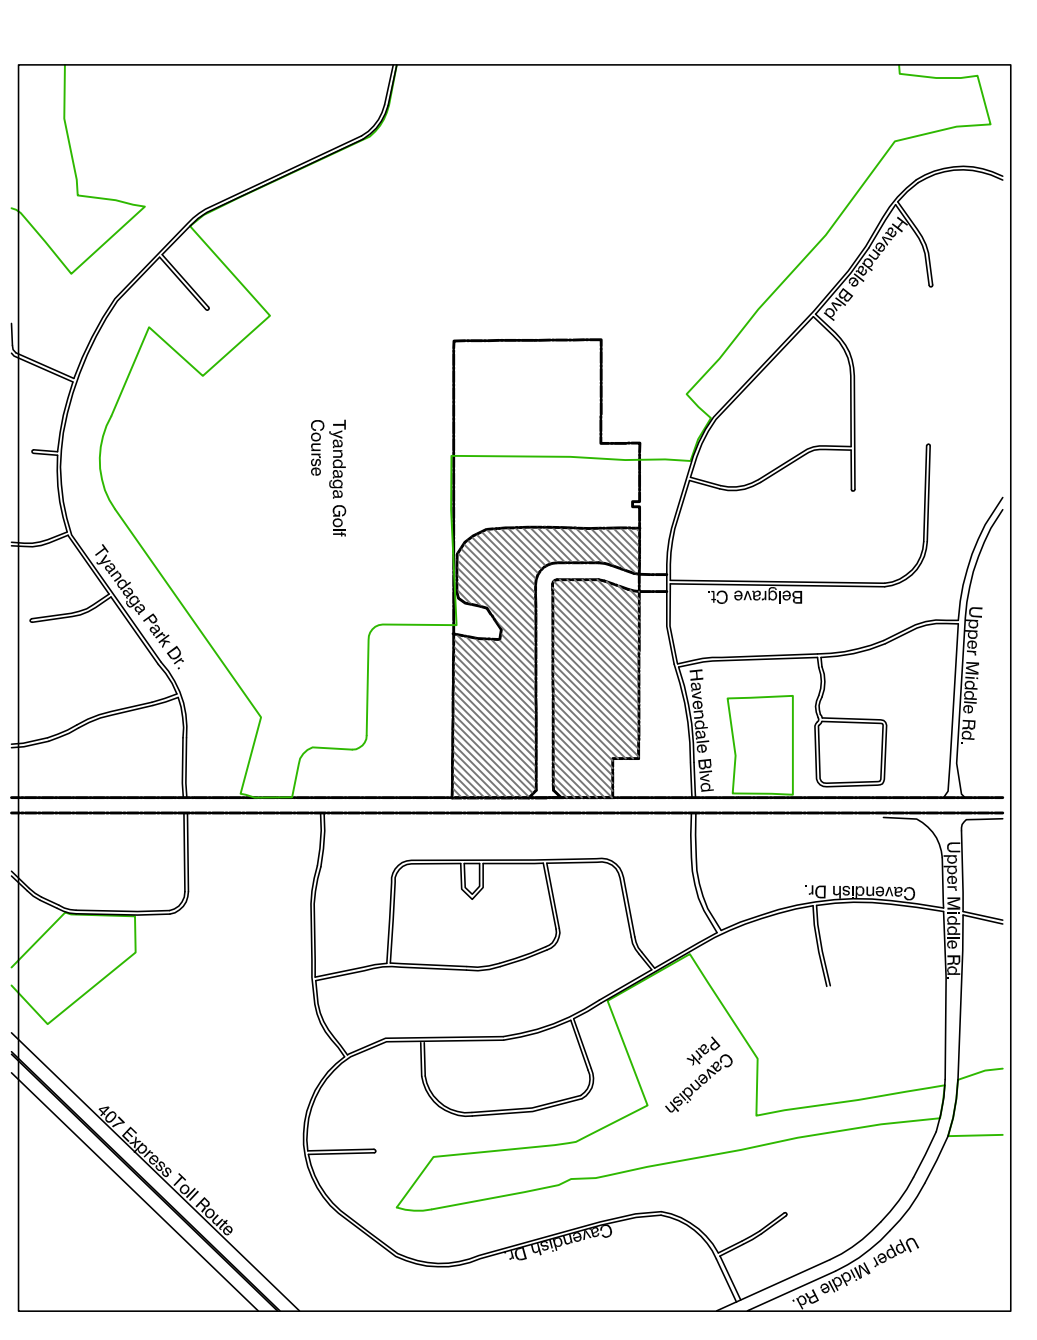 Havendale Blvd
Tyandaga Golf
Course
Tyandaga Park Dr.
Belgrave Ct.
Upper Middle Rd.
Havendale Blvd
Cavendish Dr.
Upper Middle Rd.
Cavendish
Park
407 Express Toll Route
Cavendish Dr.
Upper Middle Rd.